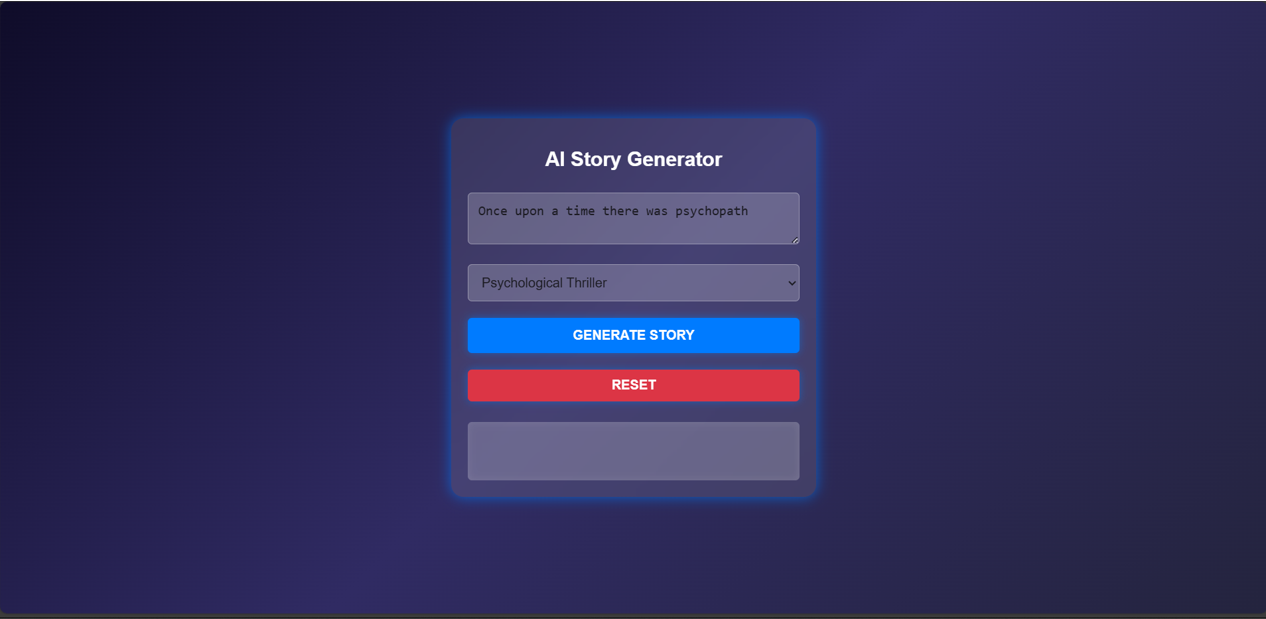 AI Story Generator
Once upon a time there was psychopath
Psychological Thriller
GENERATE STORY
RESET